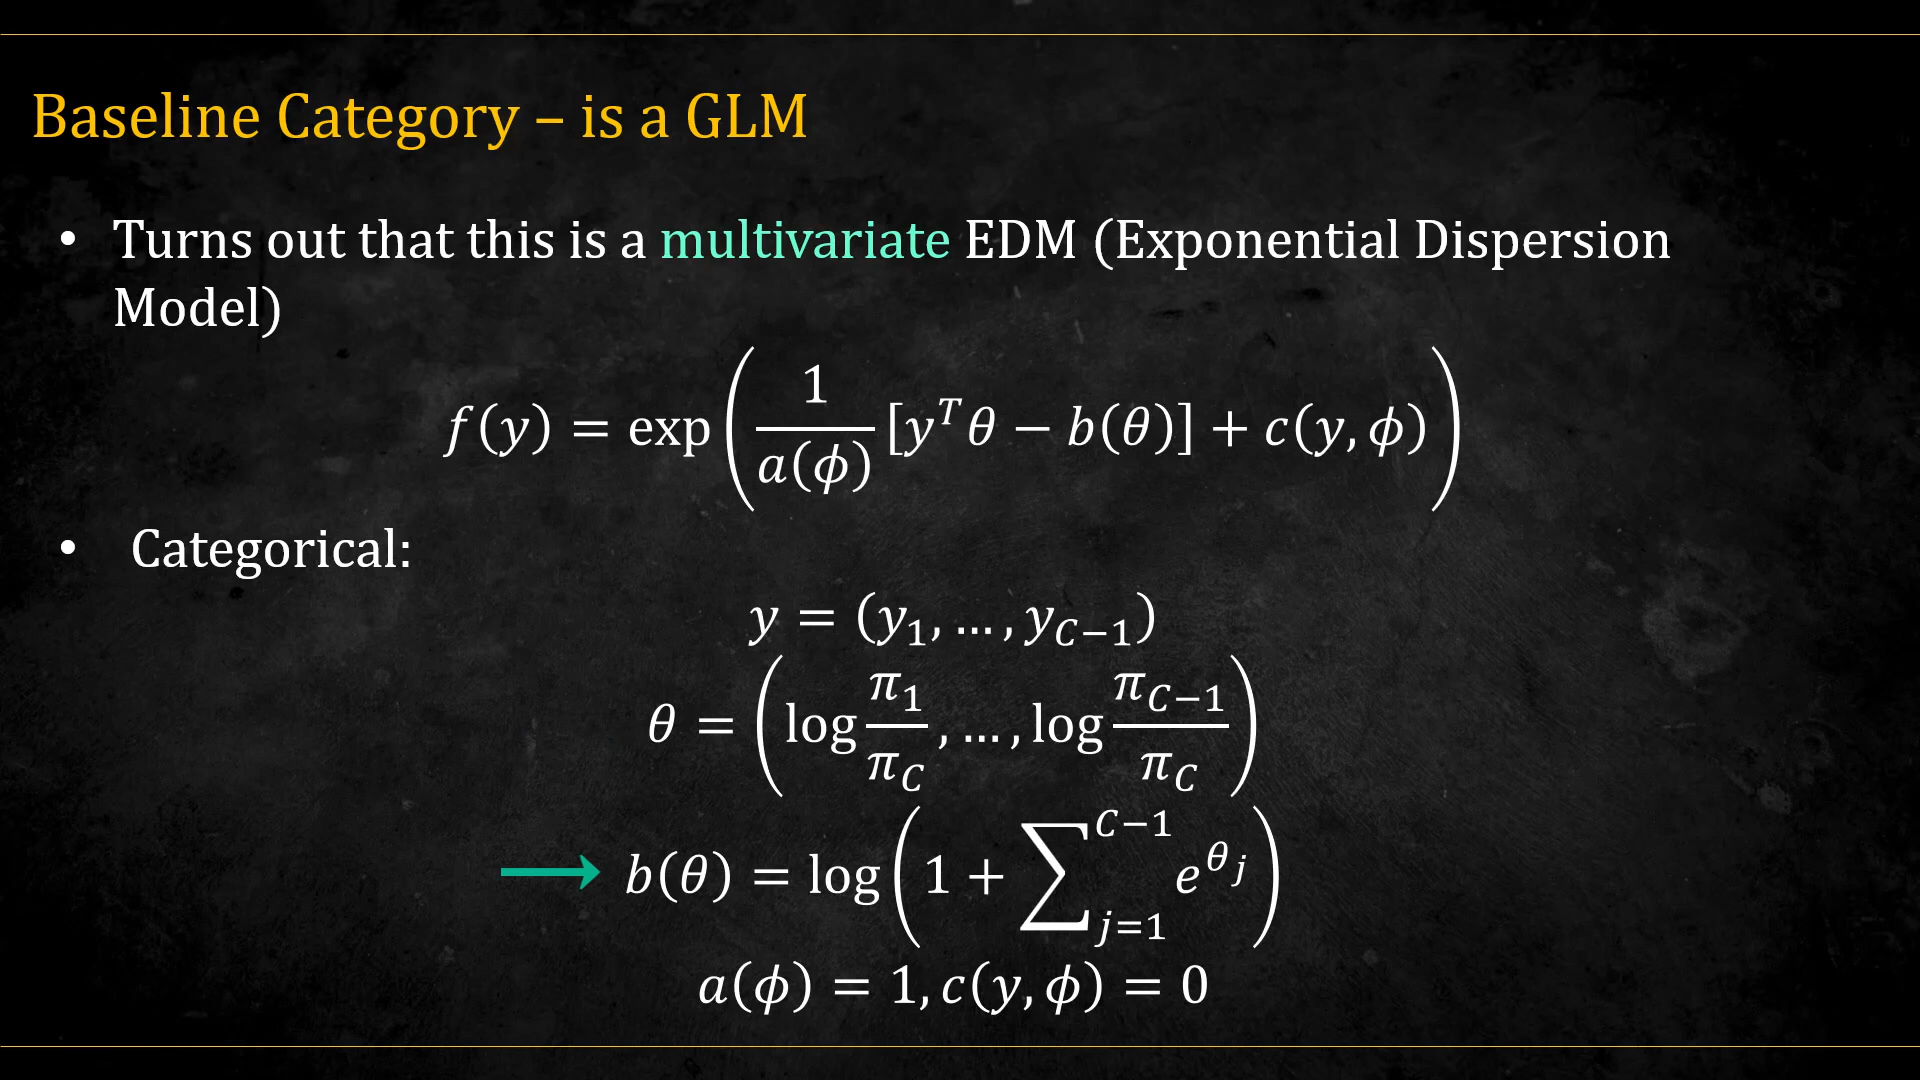 Baseline Category – is a GLM
• Turns out that this is a multivariate EDM (Exponential Dispersion
Model)
f(y) = exp(1/a(ϕ) [y^T θ − b(θ)] + c(y, ϕ))
• Categorical:
y = (y_1, … , y_{C−1})
θ = (log π_1/π_C , … , log π_{C−1}/π_C)
b(θ) = log(1 + ∑_{j=1}^{C−1} e^{θ_j})
a(ϕ) = 1, c(y, ϕ) = 0